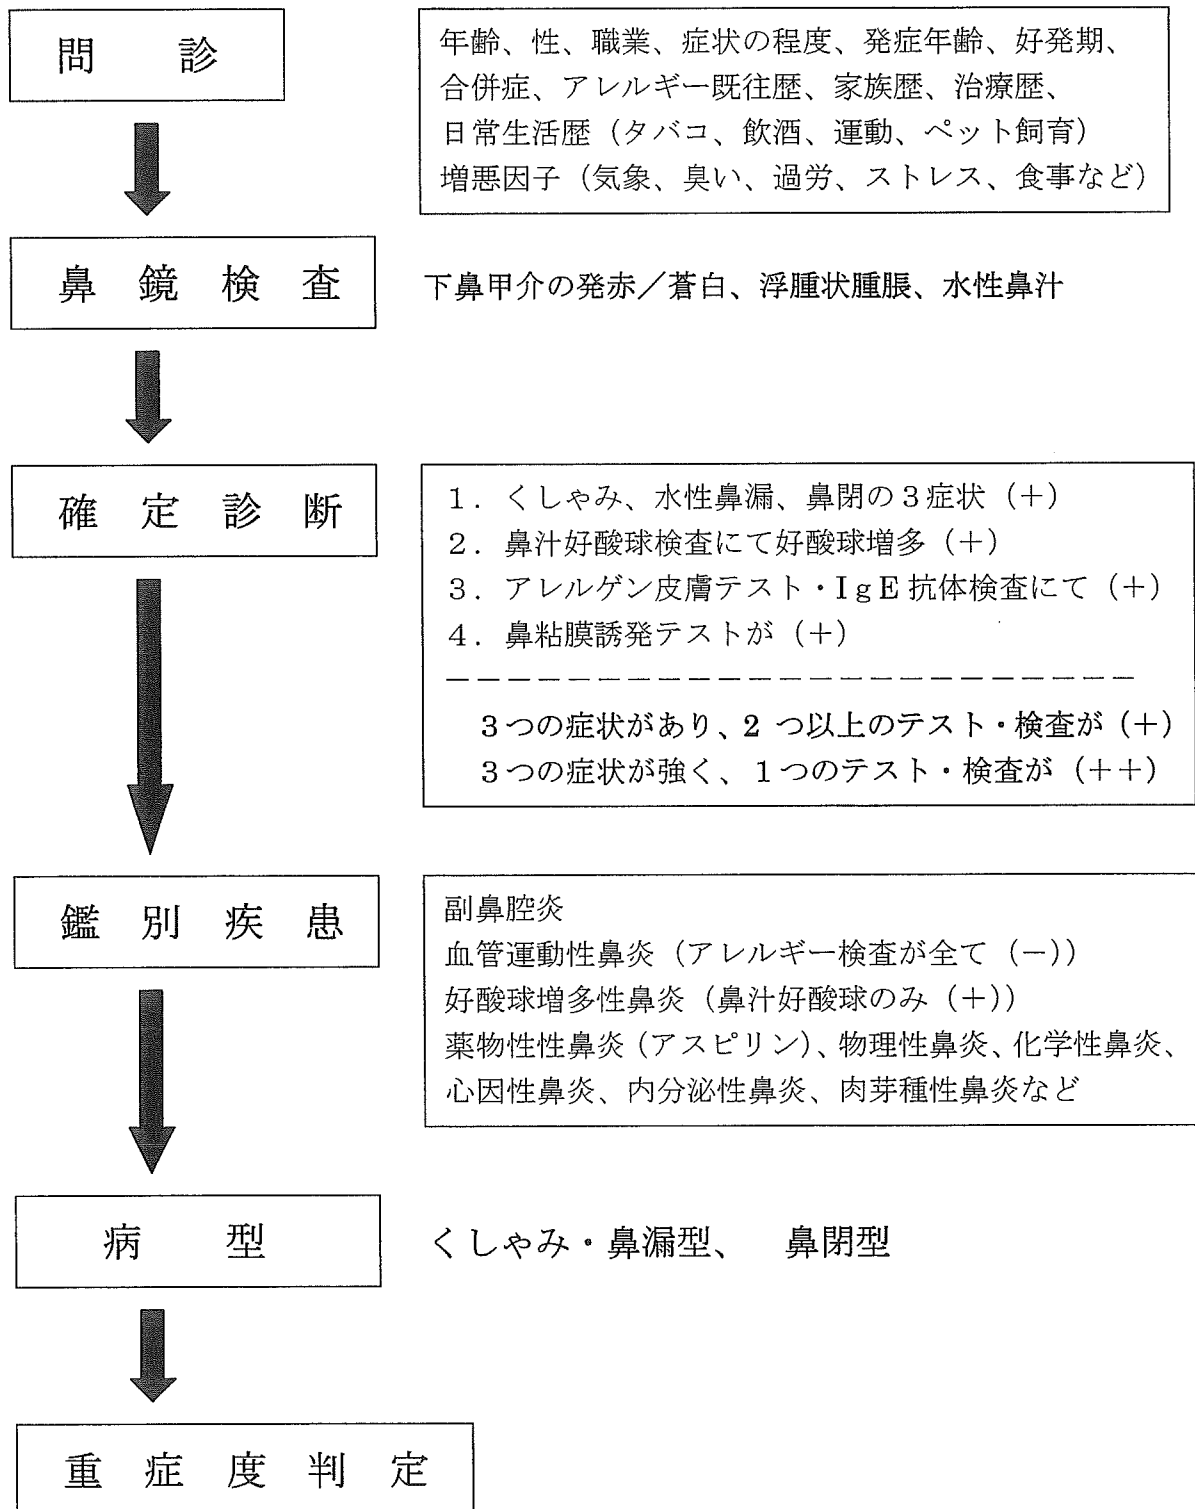 問診
年齢、性、職業、症状の程度、発症年齢、好発期、
合併症、アレルギー既往歴、家族歴、治療歴、
日常生活歴（タバコ、飲酒、運動、ペット飼育）
増悪因子（気象、臭い、過労、ストレス、食事など）
鼻鏡検査
下鼻甲介の発赤／蒼白、浮腫状腫脹、水性鼻汁
確定診断
１．くしゃみ、水性鼻漏、鼻閉の３症状（＋）
２．鼻汁好酸球検査にて好酸球増多（＋）
３．アレルゲン皮膚テスト・ＩｇＥ抗体検査にて（＋）
４．鼻粘膜誘発テストが（＋）
３つの症状があり、2 つ以上のテスト・検査が（＋）
３つの症状が強く、１つのテスト・検査が（＋＋）
鑑別疾患
副鼻腔炎
血管運動性鼻炎（アレルギー検査が全て（－））
好酸球増多性鼻炎（鼻汁好酸球のみ（＋））
薬物性性鼻炎（アスピリン）、物理性鼻炎、化学性鼻炎、
心因性鼻炎、内分泌性鼻炎、肉芽種性鼻炎など
病型
くしゃみ・鼻漏型、　鼻閉型
重症度判定